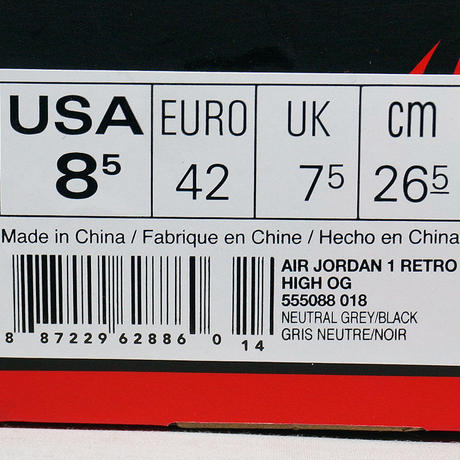 USA EURO UK cm
8⁵ 42 7⁵ 26⁵
Made in China / Fabrique en Chine / Hecho en China
AIR JORDAN 1 RETRO
HIGH OG
555088 018
NEUTRAL GREY/BLACK
GRIS NEUTRE/NOIR
8 87229 62886 0 14